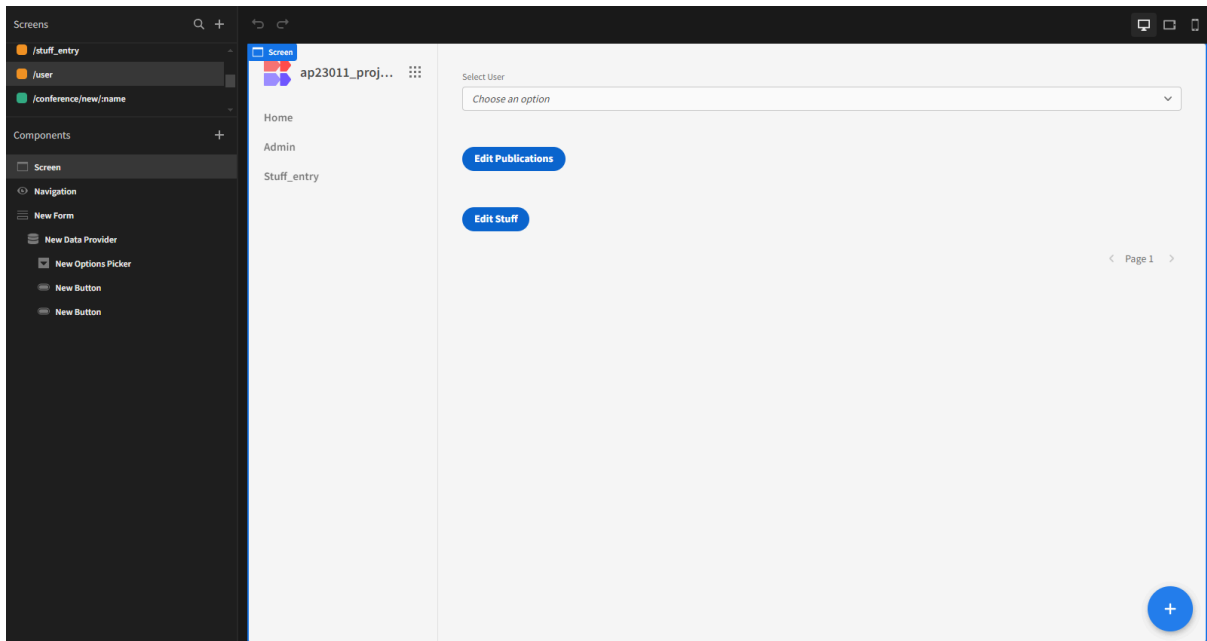 Screens
/stuff_entry
/user
/conference/new/:name
Components
Screen
Navigation
New Form
New Data Provider
New Options Picker
New Button
New Button
Screen
ap23011_proj...
Home
Admin
Stuff_entry
Select User
Choose an option
Edit Publications
Edit Stuff
Page 1